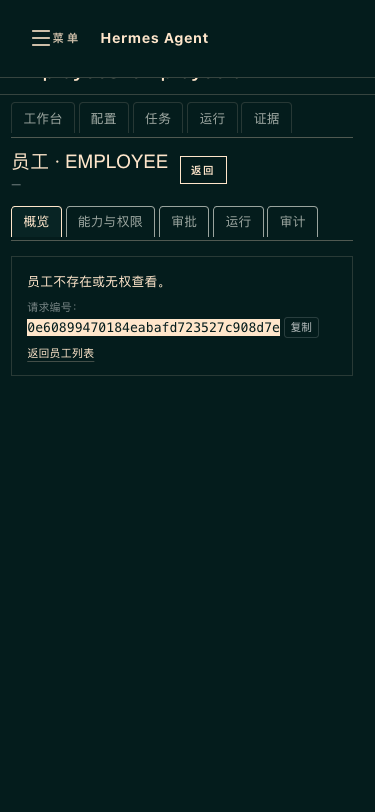 菜单 Hermes Agent
工作台 配置 任务 运行 证据
员工 · EMPLOYEE 返回
—
概览 能力与权限 审批 运行 审计
员工不存在或无权查看。
请求编号:
0e60899470184eabafd723527c908d7e 复制
返回员工列表